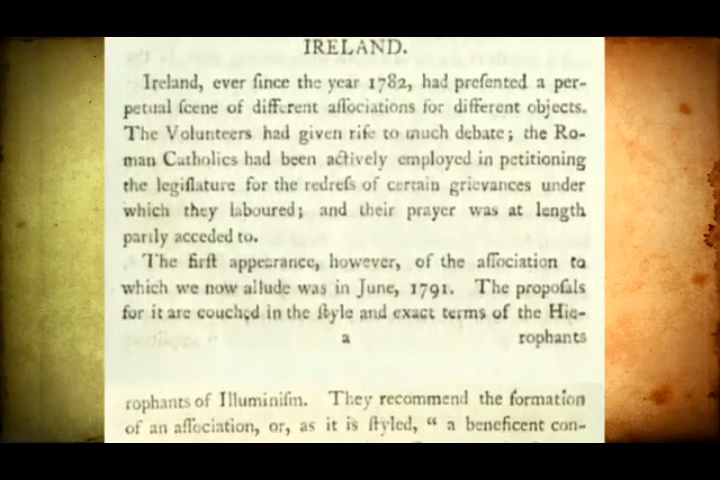 IRELAND.
Ireland, ever ſince the year 1782, had preſented a per-
petual ſcene of different aſſociations for different objects.
The Volunteers had given riſe to much debate; the Ro-
man Catholics had been actively employed in petitioning
the legiſlature for the redreſs of certain grievances under
which they laboured; and their prayer was at length
partly acceded to.
The firſt appearance, however, of the aſſociation to
which we now allude was in June, 1791. The propoſals
for it are couched in the ſtyle and exact terms of the Hie-
a rophants
rophants of Illuminiſm. They recommend the formation
of an aſſociation, or, as it is ſtyled, “ a beneficent con-